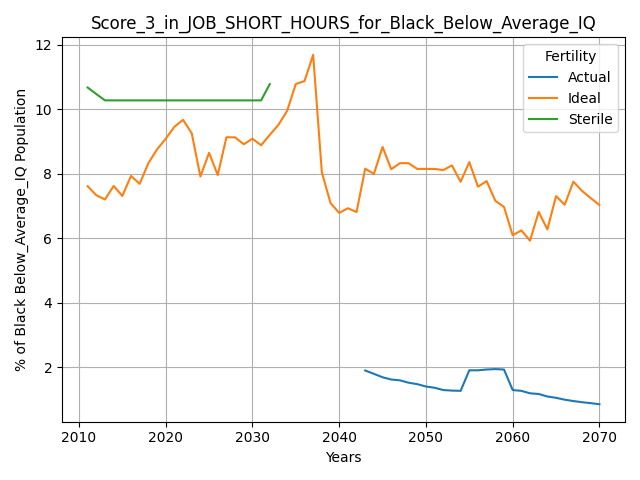 Score_3_in_JOB_SHORT_HOURS_for_Black_Below_Average_IQ
% of Black Below_Average_IQ Population
12
10
8
6
4
2
Fertility
Actual
Ideal
Sterile
2010 2020 2030 2040 2050 2060 2070
Years